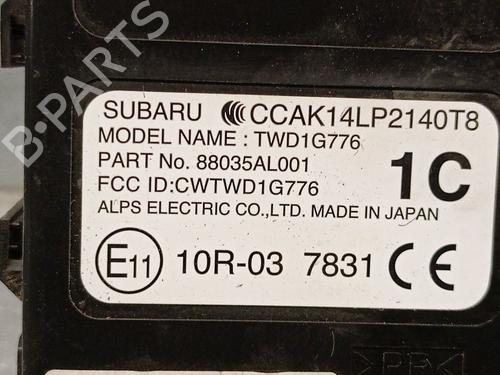 B-PARTS
SUBARU CCAK14LP2140T8
MODEL NAME : TWD1G776
PART No. 88035AL001
1C
FCC ID:CWTWD1G776
ALPS ELECTRIC CO.,LTD. MADE IN JAPAN
E11 10R-03 7831 CE